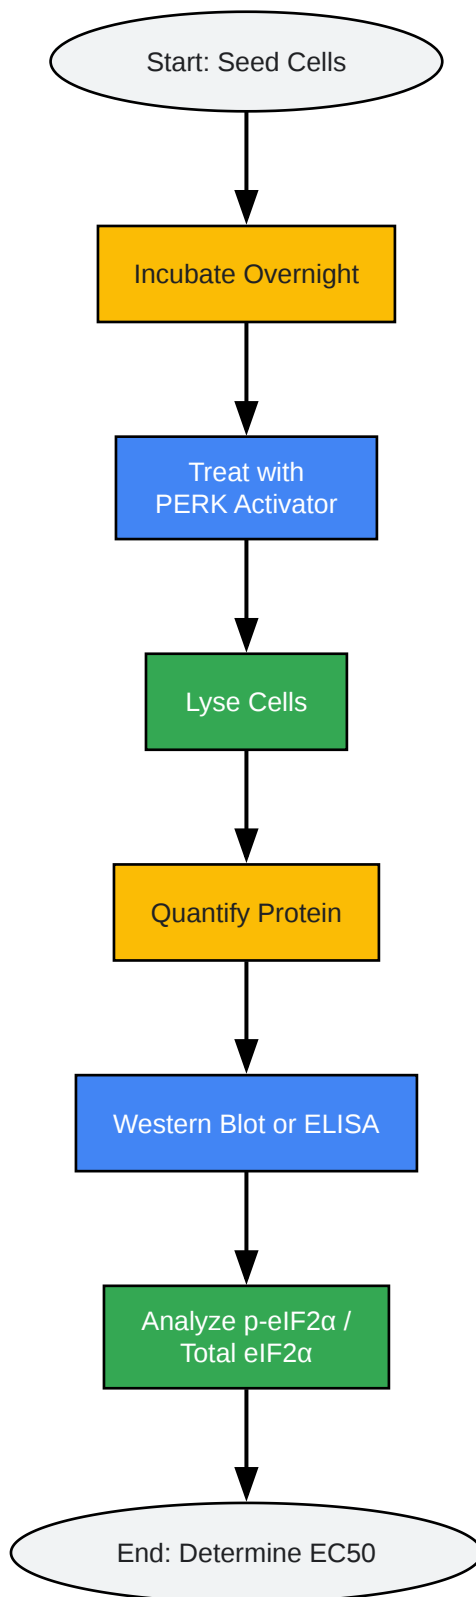 Start: Seed Cells
Incubate Overnight
Treat with
PERK Activator
Lyse Cells
Quantify Protein
Western Blot or ELISA
Analyze p-eIF2α /
Total eIF2α
End: Determine EC50